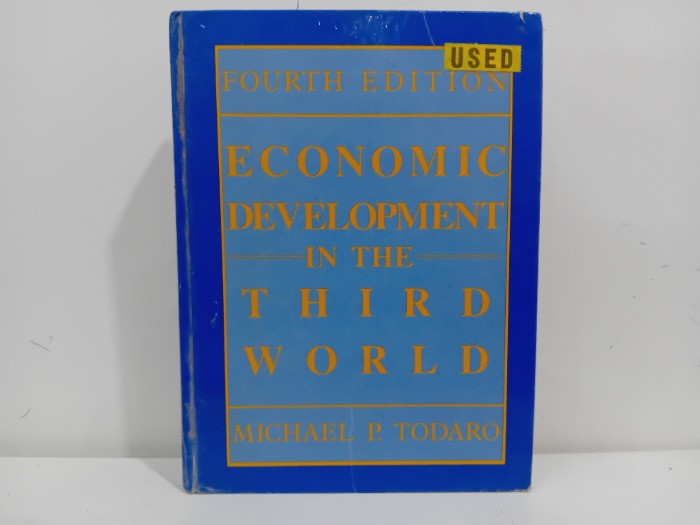 USED
FOURTH EDITION
ECONOMIC
DEVELOPMENT
IN THE
THIRD
WORLD
MICHAEL P. TODARO